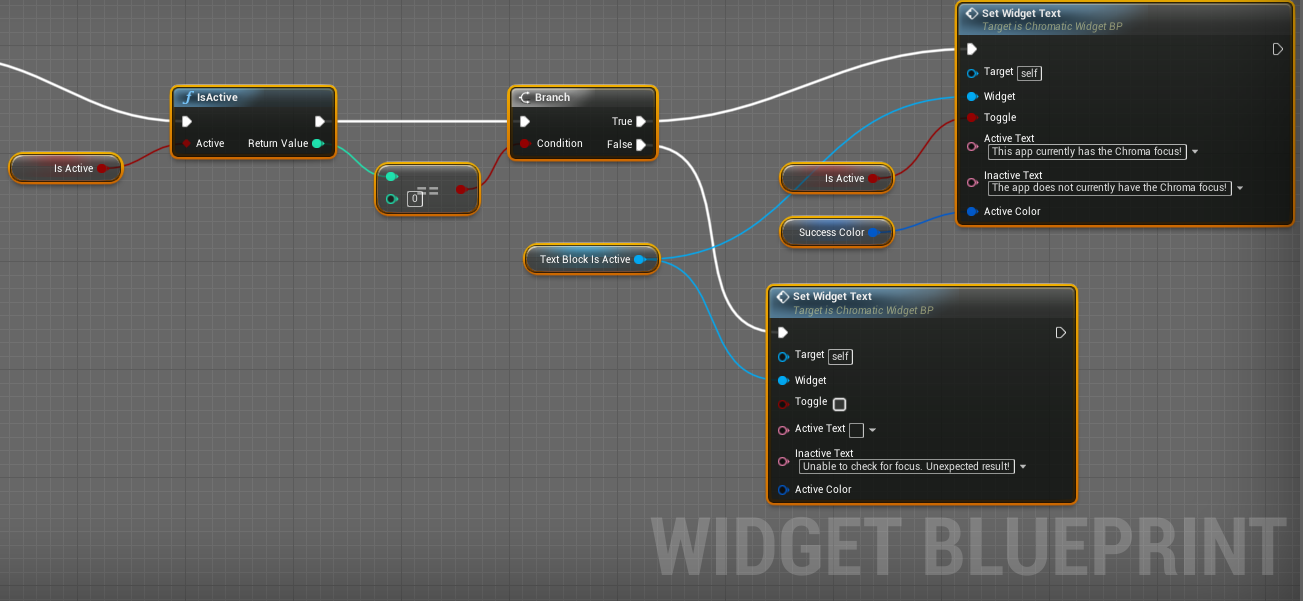 IsActive
Active
Return Value
Is Active
0
==
Branch
True
Condition
False
Text Block Is Active
Is Active
Success Color
Set Widget Text
Target is Chromatic Widget BP
Target self
Widget
Toggle
Active Text
This app currently has the Chroma focus!
Inactive Text
The app does not currently have the Chroma focus!
Active Color
Set Widget Text
Target is Chromatic Widget BP
Target self
Widget
Toggle
Active Text
Inactive Text
Unable to check for focus. Unexpected result!
Active Color
WIDGET BLUEPRINT